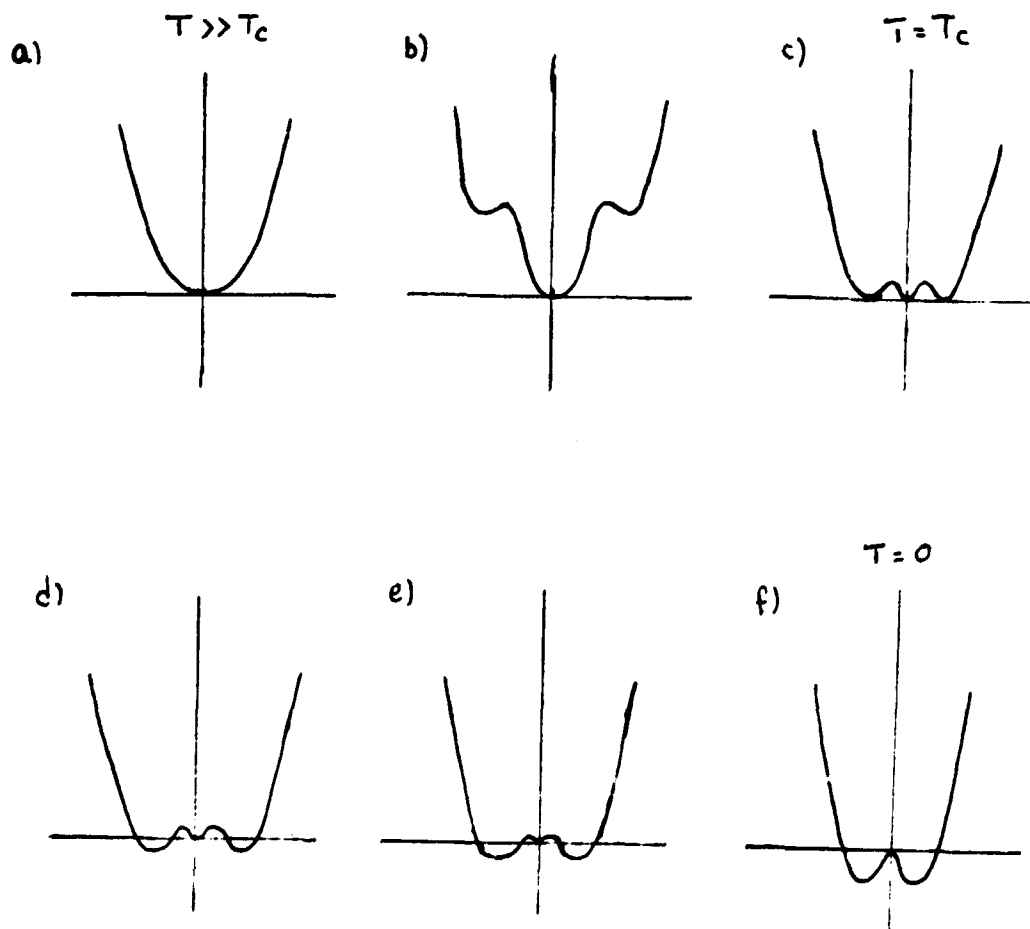 a)
T >> Tc
b)
c)
T = Tc
d)
e)
f)
T = 0